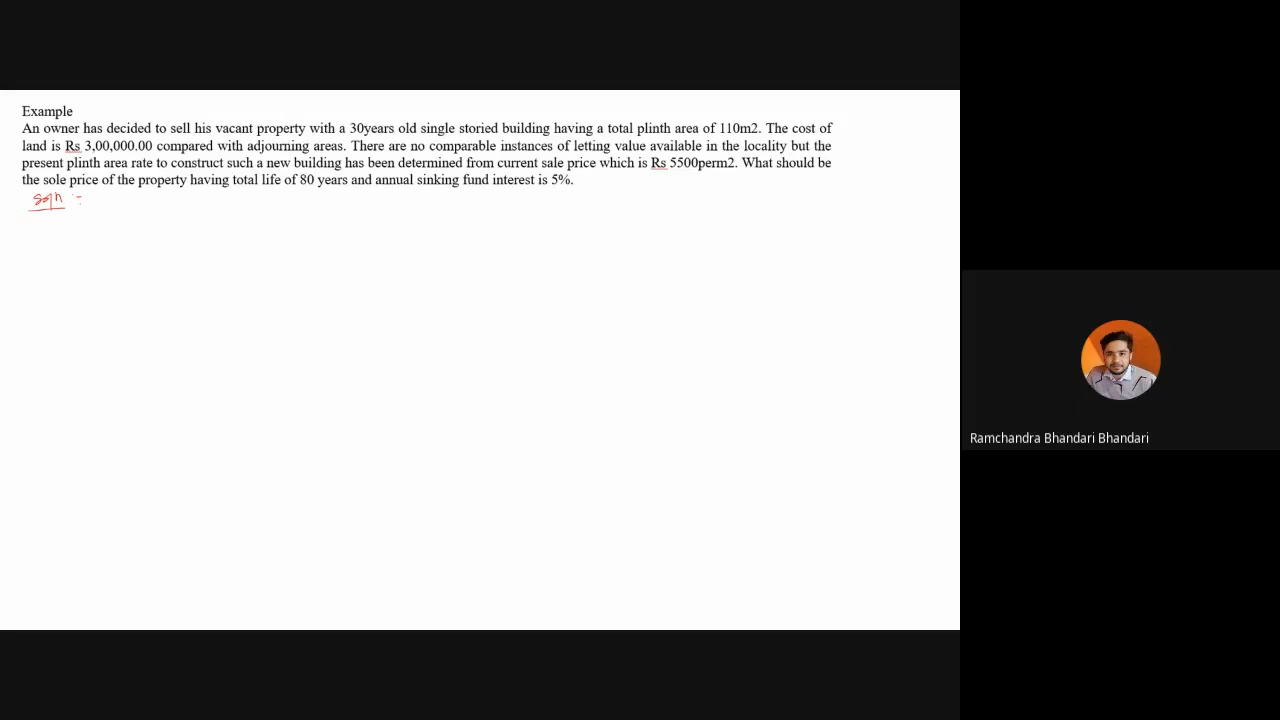 Example
An owner has decided to sell his vacant property with a 30years old single storied building having a total plinth area of 110m2. The cost of
land is Rs 3,00,000.00 compared with adjourning areas. There are no comparable instances of letting value available in the locality but the
present plinth area rate to construct such a new building has been determined from current sale price which is Rs 5500perm2. What should be
the sole price of the property having total life of 80 years and annual sinking fund interest is 5%.
Ramchandra Bhandari Bhandari